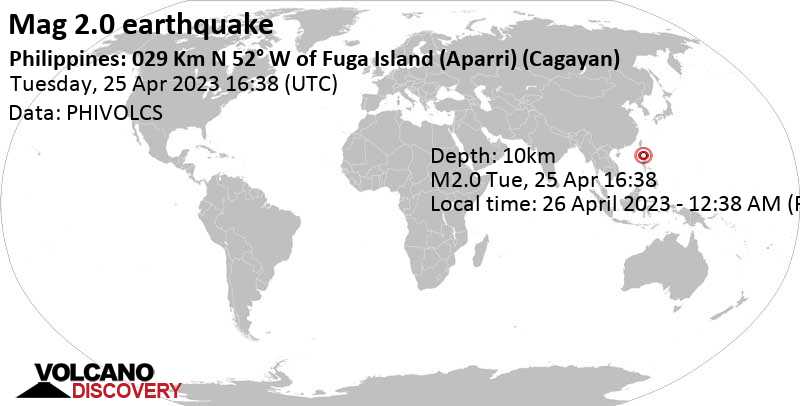 Mag 2.0 earthquake
Philippines: 029 Km N 52° W of Fuga Island (Aparri) (Cagayan)
Tuesday, 25 Apr 2023 16:38 (UTC)
Data: PHIVOLCS
Depth: 10km
M2.0 Tue, 25 Apr 16:38
Local time: 26 April 2023 - 12:38 AM (P
VOLCANO
DISCOVERY